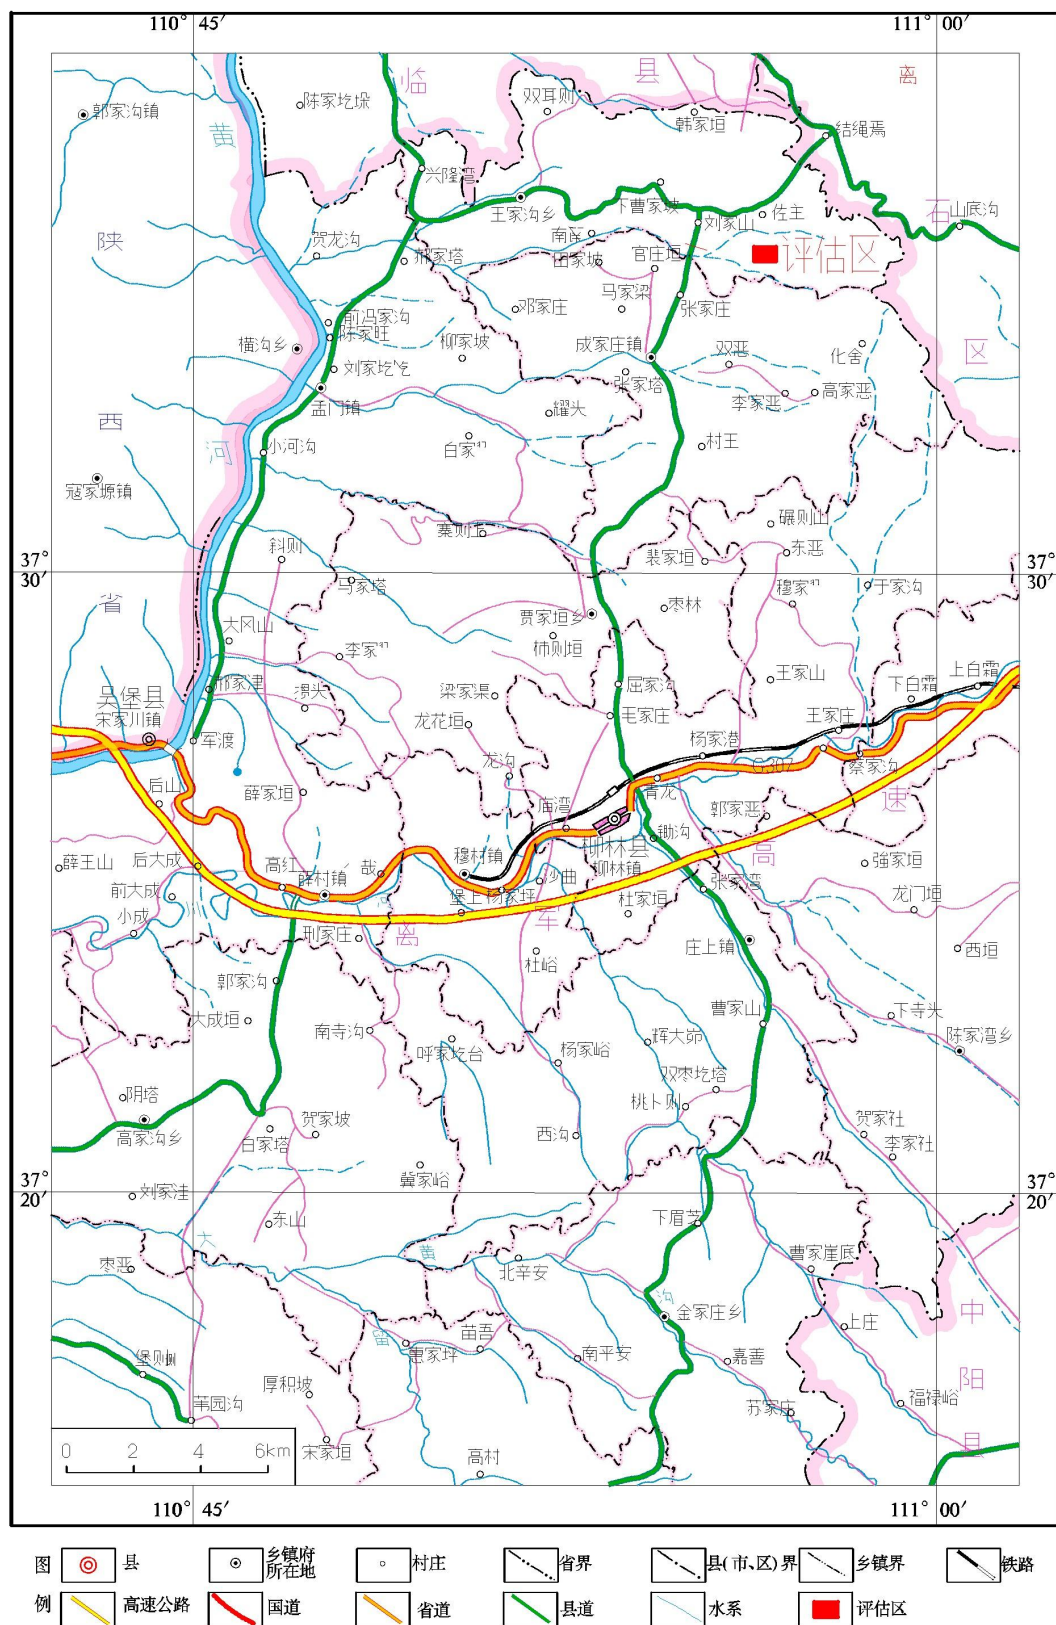 110° 45′
111° 00′
临
县
离
郭家沟镇
陈家圪垛
双耳则
韩家垣
结绳焉
黄
兴隆湾
王家沟乡
下曹家坡
刘家山
佐主
石
山底沟
陕
贺龙沟
郝家塔
南洼
田家坡
官庄垣
评估区
邓家庄
马家梁
张家庄
前冯家沟
陈家旺
横沟乡
柳家坡
成家庄镇
双恶
化舍
区
刘家圪圪
张家塔
李家恶
高家恶
孟门镇
耀头
西
河
小河沟
白家
村王
寇家塬镇
碾则山
寨则上
斜则
裴家垣
东恶
37°
30′
37°
30′
马家塔
穆家
于家沟
省
贾家垣乡
枣林
柿则垣
大风山
李家
王家山
上白霜
吴堡县
宋家川镇
郝家津
梁家渠
屈家沟
下白霜
龙花垣
毛家庄
王家庄
军渡
杨家港
G307
蔡家沟
龙沟
后山
薛家垣
青龙
速
庙湾
郭家恶
柳林县
锄沟
高
薛王山
后大成
高红
薛村镇
穆村镇
柳林镇
强家垣
前大成
堡上
杨家坪
沙曲
张家湾
小成
川
河
杜家垣
龙门垣
军
离
刑家庄
庄上镇
西垣
杜峪
郭家沟
大成垣
南寺沟
曹家山
下寺头
呼家圪台
杨家峪
辉大峁
陈家湾乡
双枣圪塔
阴塔
桃卜则
高家沟乡
白家塔
贺家坡
西沟
贺家社
李家社
冀家峪
37°
20′
37°
20′
刘家洼
东山
下眉芝
大
黄
枣恶
北辛安
曹家崖底
沟
金家庄乡
中
上庄
苗吾
惠家坪
南平安
嘉善
阳
厚积坡
苇园沟
苏家庄
福禄峪
宋家垣
县
高村
0 2 4 6km
110° 45′
111° 00′
图 县 乡镇府所在地 村庄 省界 县(市、区)界 乡镇界 铁路
例 高速公路 国道 省道 县道 水系 评估区